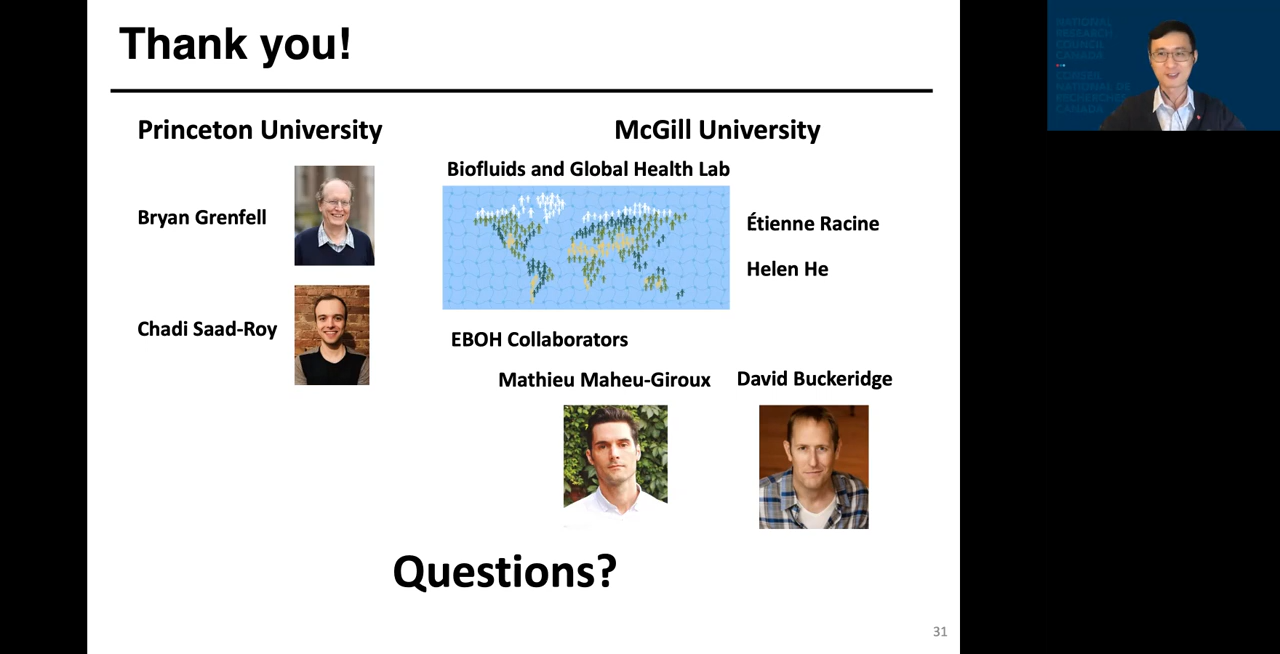 Thank you!
Princeton University
McGill University
Biofluids and Global Health Lab
Bryan Grenfell
Étienne Racine
Helen He
Chadi Saad-Roy
EBOH Collaborators
Mathieu Maheu-Giroux
David Buckeridge
Questions?
31
NATIONAL
RESEARCH
COUNCIL
CANADA
CONSEIL
NATIONAL DE
RECHERCHES
CANADA